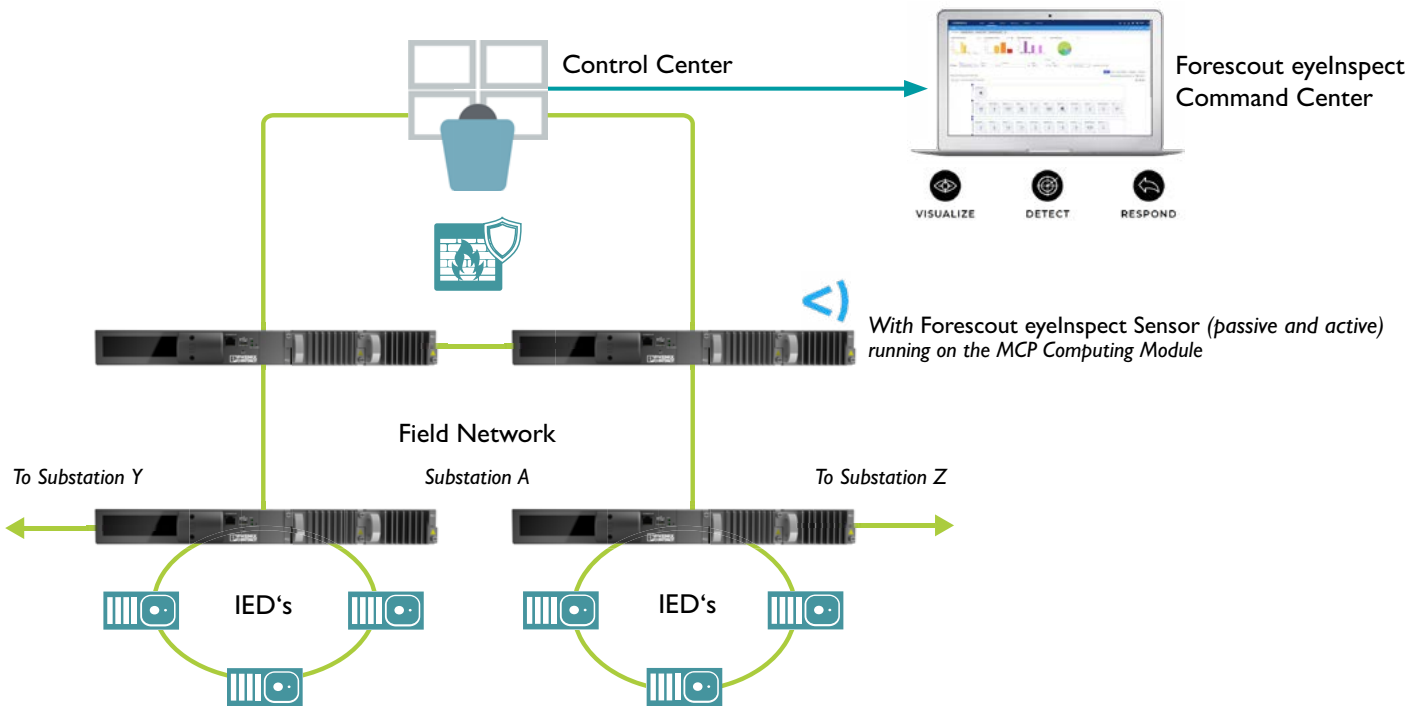 Control Center
Forescout eyeInspect
Command Center
VISUALIZE
DETECT
RESPOND
With Forescout eyeInspect Sensor (passive and active)
running on the MCP Computing Module
Field Network
To Substation Y
Substation A
To Substation Z
IED‘s
IED‘s